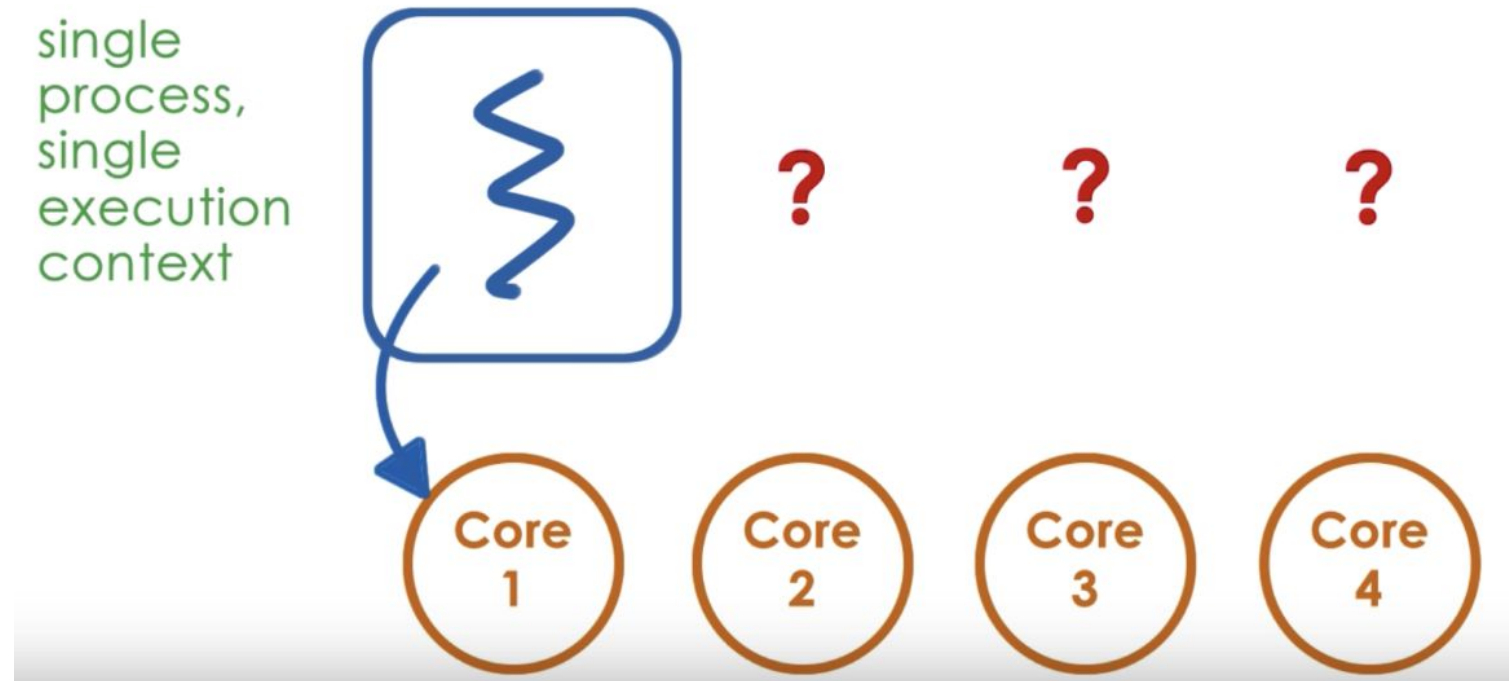 single
process,
single
execution
context
? ? ?
Core
1
Core
2
Core
3
Core
4